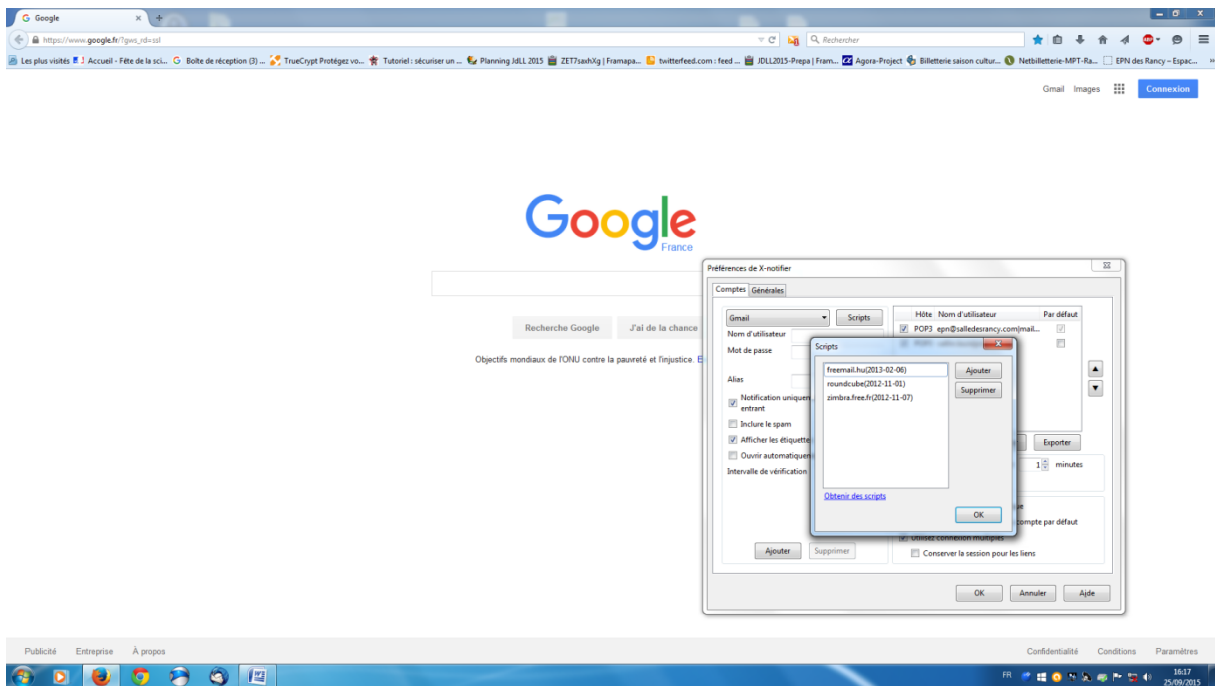 Google
https://www.google.fr/?gws_rd=ssl
Rechercher
Les plus visités
Accueil - Fête de la sci...
Boîte de réception (3) ...
TrueCrypt Protégez vo...
Tutoriel : sécuriser un ...
Planning JdLL 2015
ZET7saxhXg | Framapa...
twitterfeed.com : feed ...
JDLL2015-Prepa | Fram...
Agora-Project
Billetterie saison cultur...
Netbilletterie-MPT-Ra...
EPN des Rancy – Espac...
Gmail Images
Connexion
Google
France
Recherche Google
J'ai de la chance
Objectifs mondiaux de l'ONU contre la pauvreté et l'injustice.
Préférences de X-notifier
Comptes Générales
Gmail
Scripts
Nom d'utilisateur
Mot de passe
Alias
Notification uniquem
entrant
Inclure le spam
Afficher les étiquette
Ouvrir automatiquem
Intervalle de vérification
Ajouter
Supprimer
Hôte Nom d'utilisateur Par défaut
POP3 epn@salledesrancy.com|mail...
Scripts
freemail.hu(2013-02-06)
roundcube(2012-11-01)
zimbra.free.fr(2012-11-07)
Ajouter
Supprimer
Obtenir des scripts
OK
Exporter
1 minutes
compte par défaut
Utilisez connexion multiples
Conserver la session pour les liens
OK
Annuler
Aide
Publicité Entreprise À propos
Confidentialité Conditions Paramètres
FR
16:17
25/09/2015